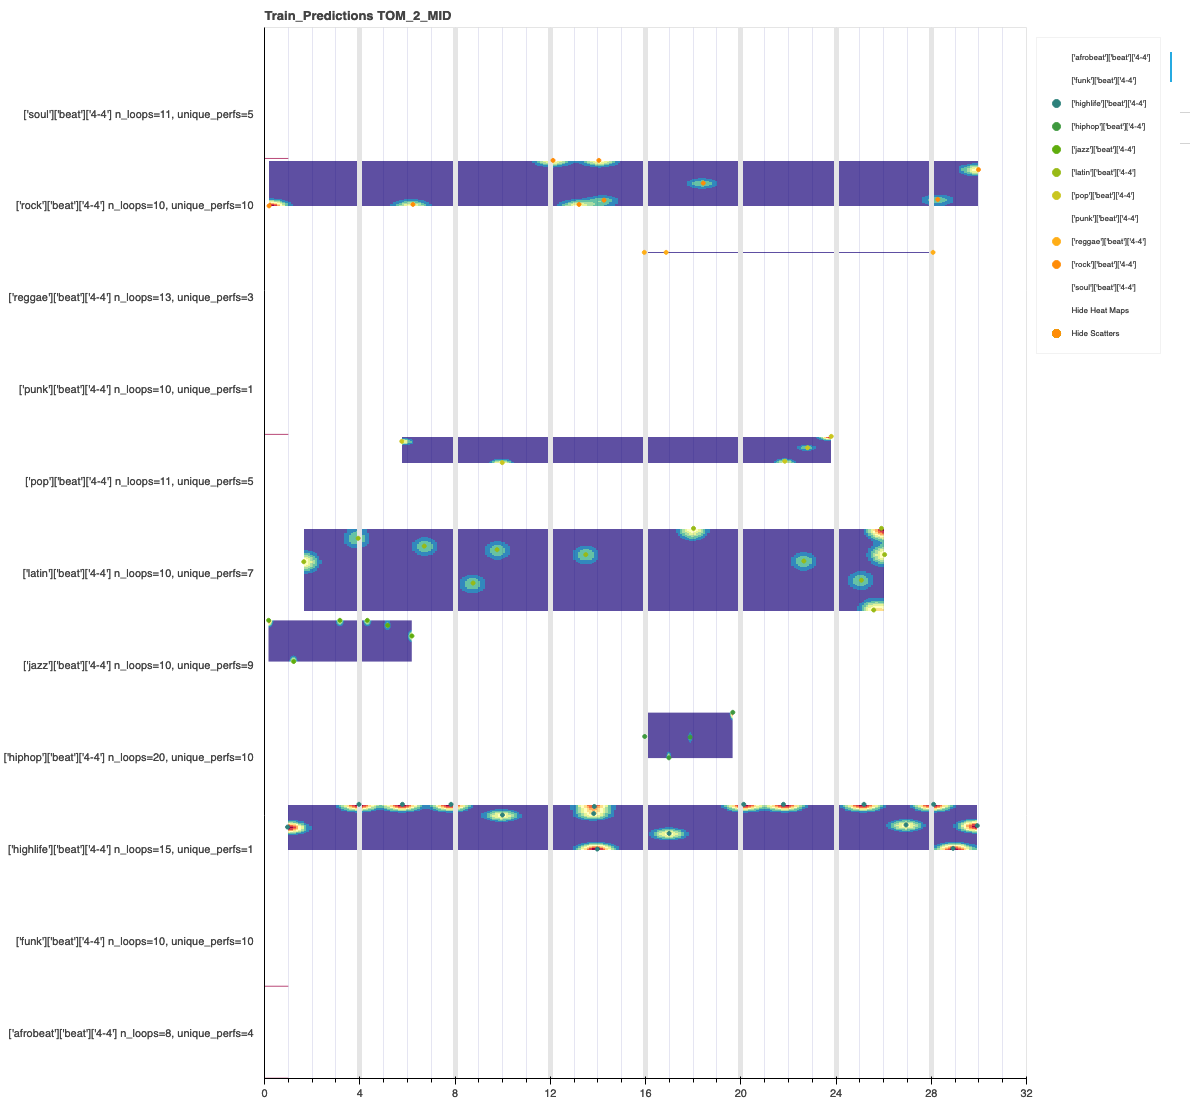 Train_Predictions TOM_2_MID
['soul']['beat']['4-4'] n_loops=11, unique_perfs=5
['rock']['beat']['4-4'] n_loops=10, unique_perfs=10
['reggae']['beat']['4-4'] n_loops=13, unique_perfs=3
['punk']['beat']['4-4'] n_loops=10, unique_perfs=1
['pop']['beat']['4-4'] n_loops=11, unique_perfs=5
['latin']['beat']['4-4'] n_loops=10, unique_perfs=7
['jazz']['beat']['4-4'] n_loops=10, unique_perfs=9
['hiphop']['beat']['4-4'] n_loops=20, unique_perfs=10
['highlife']['beat']['4-4'] n_loops=15, unique_perfs=1
['funk']['beat']['4-4'] n_loops=10, unique_perfs=10
['afrobeat']['beat']['4-4'] n_loops=8, unique_perfs=4
0 4 8 12 16 20 24 28 32
['afrobeat']['beat']['4-4']
['funk']['beat']['4-4']
['highlife']['beat']['4-4']
['hiphop']['beat']['4-4']
['jazz']['beat']['4-4']
['latin']['beat']['4-4']
['pop']['beat']['4-4']
['punk']['beat']['4-4']
['reggae']['beat']['4-4']
['rock']['beat']['4-4']
['soul']['beat']['4-4']
Hide Heat Maps
Hide Scatters